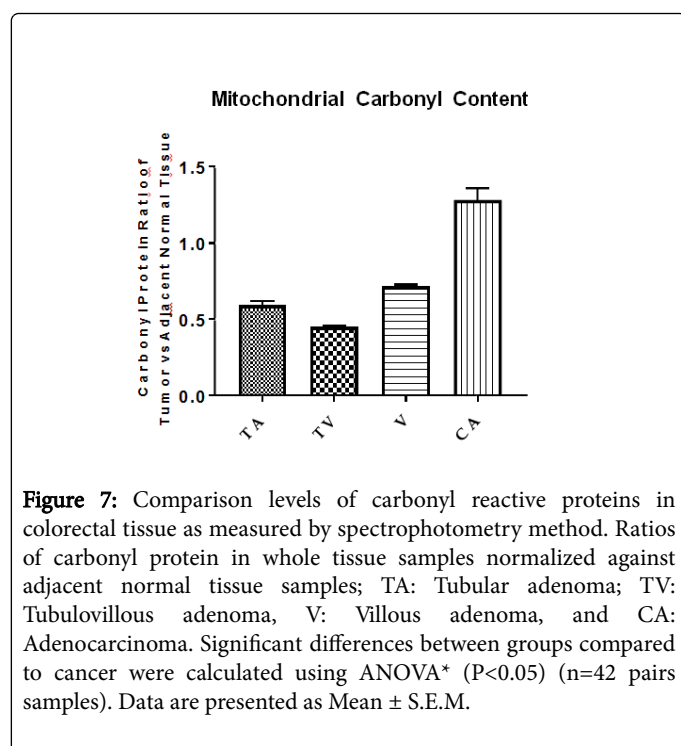 Mitochondrial Carbonyl Content
Carbonyl Protein Ratio of
Tumor vs Adjacent Normal Tissue
1.5
1.0
0.5
0.0
TA
TV
V
CA
Figure 7: Comparison levels of carbonyl reactive proteins in
colorectal tissue as measured by spectrophotometry method. Ratios
of carbonyl protein in whole tissue samples normalized against
adjacent normal tissue samples; TA: Tubular adenoma; TV:
Tubulovillous adenoma, V: Villous adenoma, and CA:
Adenocarcinoma. Significant differences between groups compared
to cancer were calculated using ANOVA* (P<0.05) (n=42 pairs
samples). Data are presented as Mean ± S.E.M.